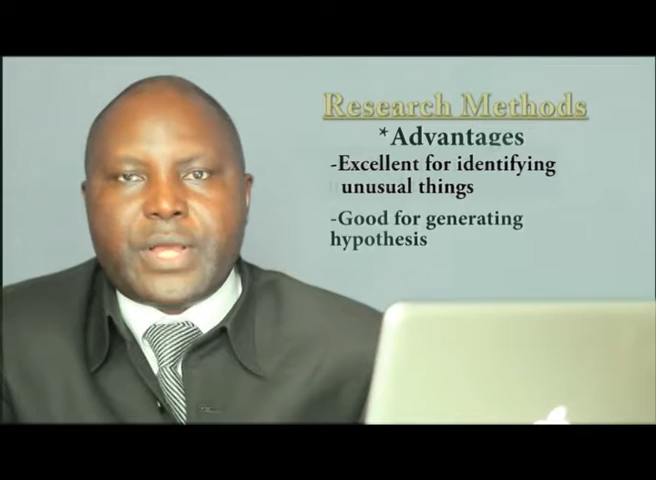 Research Methods
*Advantages
-Excellent for identifying
unusual things
-Good for generating
hypothesis